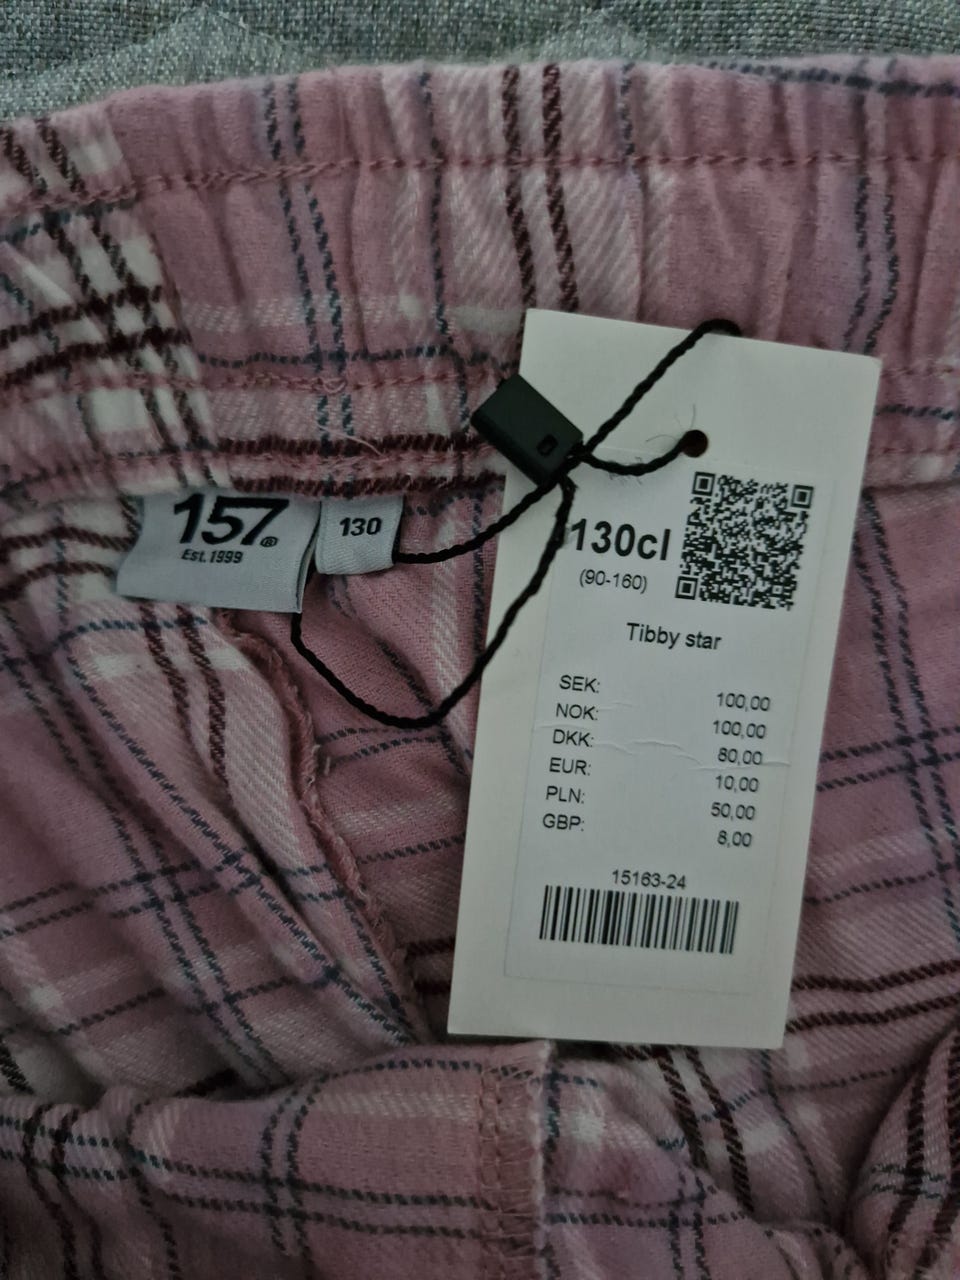 157®
Est.1999
130
130cl
(90-160)
Tibby star
SEK: 100,00
NOK: 100,00
DKK: 80,00
EUR: 10,00
PLN: 50,00
GBP: 8,00
15163-24